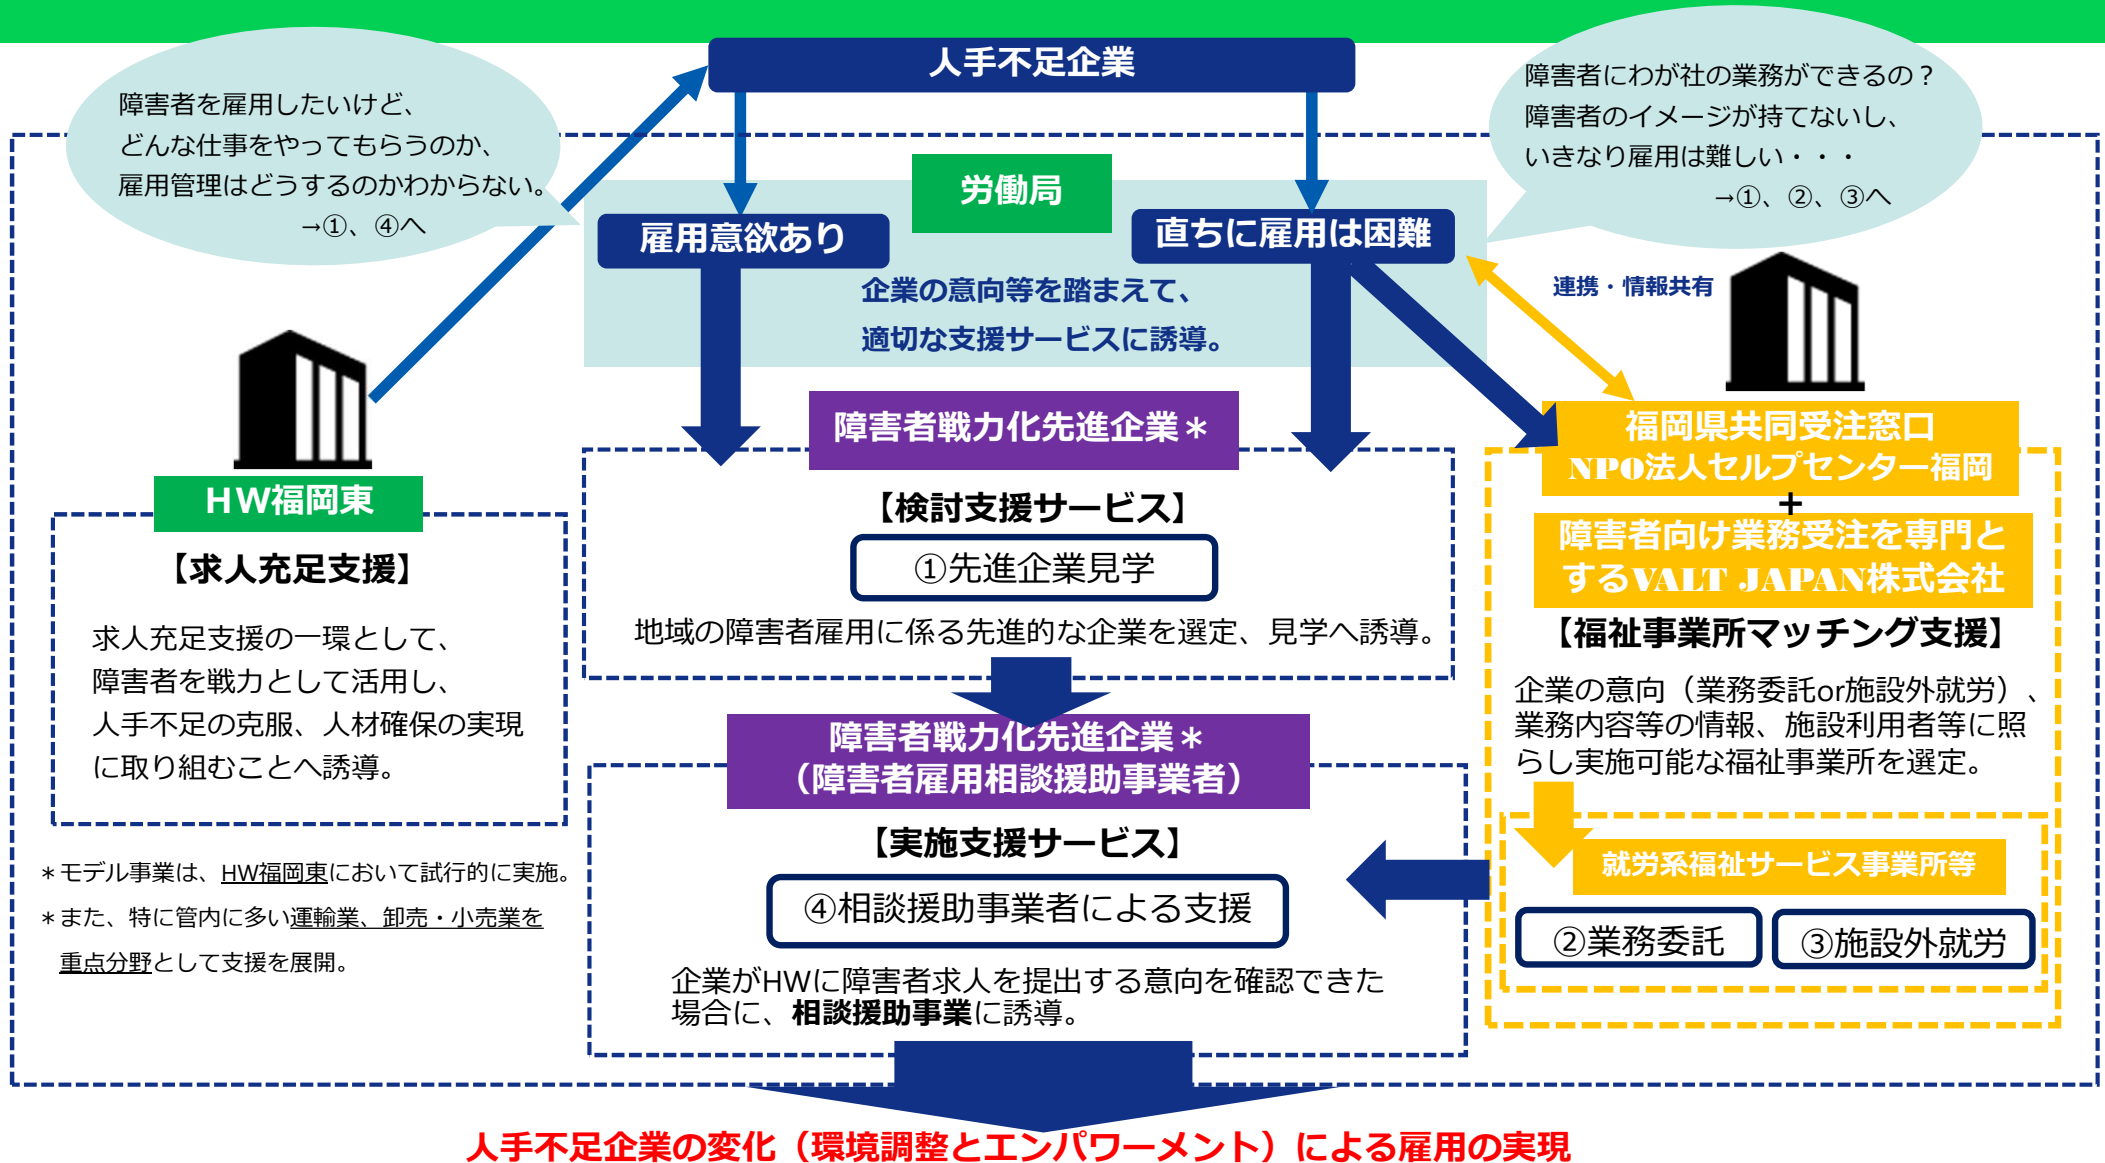 人手不足企業
障害者を雇用したいけど、
どんな仕事をやってもらうのか、
雇用管理はどうするのかわからない。
→①、④へ
障害者にわが社の業務ができるの？
障害者のイメージが持てないし、
いきなり雇用は難しい・・・
→①、②、③へ
労働局
雇用意欲あり
直ちに雇用は困難
企業の意向等を踏まえて、
適切な支援サービスに誘導。
連携・情報共有
HW福岡東
【求人充足支援】
求人充足支援の一環として、
障害者を戦力として活用し、
人手不足の克服、人材確保の実現
に取り組むことへ誘導。
＊モデル事業は、HW福岡東において試行的に実施。
＊また、特に管内に多い運輸業、卸売・小売業を
重点分野として支援を展開。
障害者戦力化先進企業＊
【検討支援サービス】
①先進企業見学
地域の障害者雇用に係る先進的な企業を選定、見学へ誘導。
障害者戦力化先進企業＊
（障害者雇用相談援助事業者）
【実施支援サービス】
④相談援助事業者による支援
企業がHWに障害者求人を提出する意向を確認できた
場合に、相談援助事業に誘導。
福岡県共同受注窓口
NPO法人セルプセンター福岡
＋
障害者向け業務受注を専門と
するVALT JAPAN株式会社
【福祉事業所マッチング支援】
企業の意向（業務委託or施設外就労）、
業務内容等の情報、施設利用者等に照
らし実施可能な福祉事業所を選定。
就労系福祉サービス事業所等
②業務委託
③施設外就労
人手不足企業の変化（環境調整とエンパワーメント）による雇用の実現